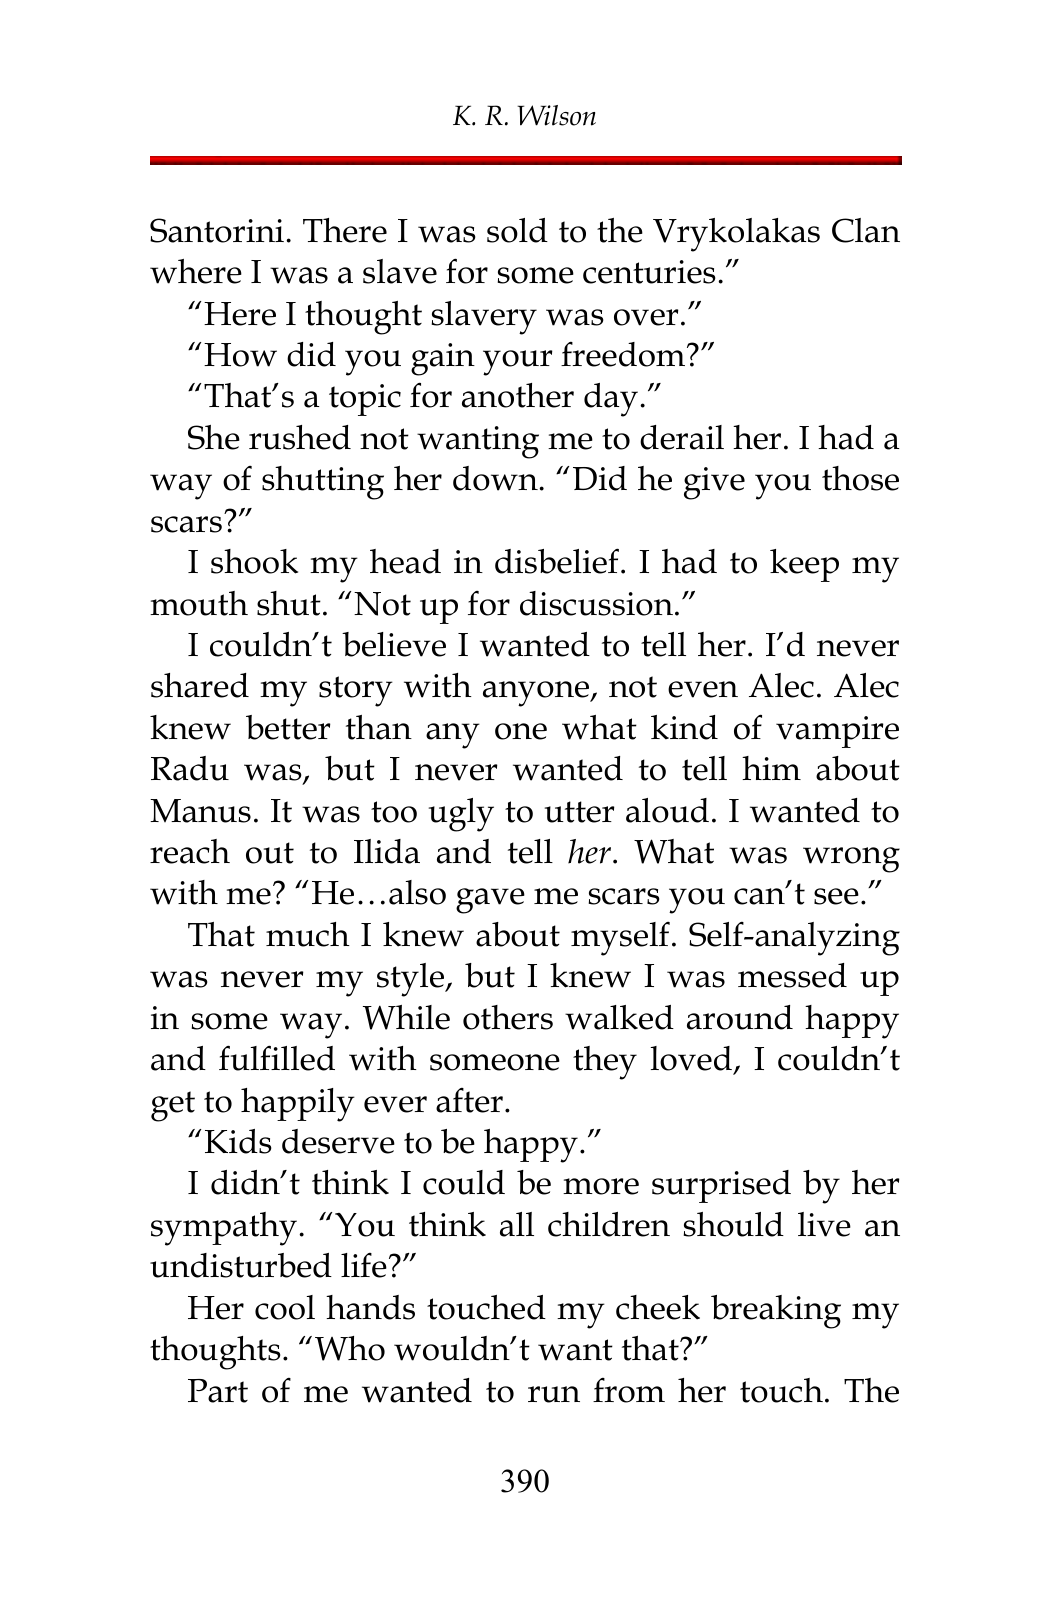 K. R. Wilson
Santorini. There I was sold to the Vrykolakas Clan
where I was a slave for some centuries.”
“Here I thought slavery was over.”
“How did you gain your freedom?”
“That’s a topic for another day.”
She rushed not wanting me to derail her. I had a
way of shutting her down. “Did he give you those
scars?”
I shook my head in disbelief. I had to keep my
mouth shut. “Not up for discussion.”
I couldn’t believe I wanted to tell her. I’d never
shared my story with anyone, not even Alec. Alec
knew better than any one what kind of vampire
Radu was, but I never wanted to tell him about
Manus. It was too ugly to utter aloud. I wanted to
reach out to Ilida and tell her. What was wrong
with me? “He…also gave me scars you can’t see.”
That much I knew about myself. Self-analyzing
was never my style, but I knew I was messed up
in some way. While others walked around happy
and fulfilled with someone they loved, I couldn’t
get to happily ever after.
“Kids deserve to be happy.”
I didn’t think I could be more surprised by her
sympathy. “You think all children should live an
undisturbed life?”
Her cool hands touched my cheek breaking my
thoughts. “Who wouldn’t want that?”
Part of me wanted to run from her touch. The
390